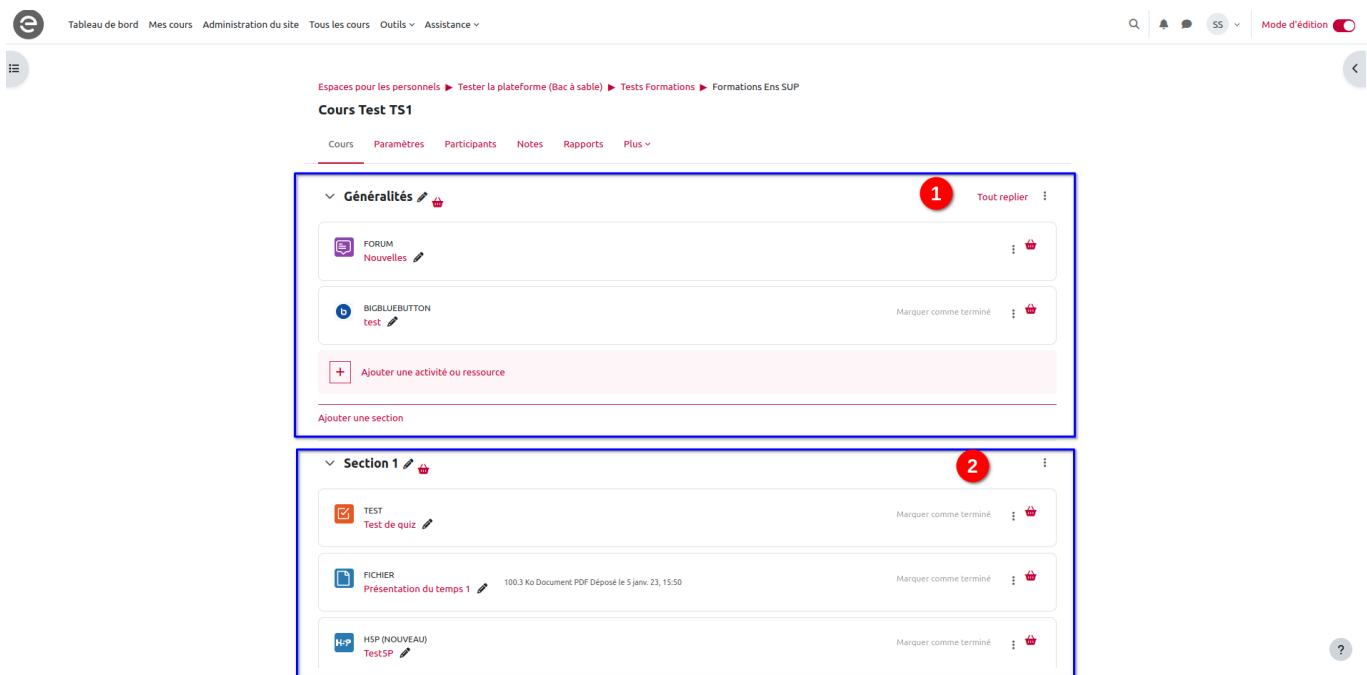 Tableau de bord Mes cours Administration du site Tous les cours Outils Assistance SS Mode d'édition
Espaces pour les personnels ▶ Tester la plateforme (Bac à sable) ▶ Tests Formations ▶ Formations Ens SUP
Cours Test TS1
Cours Paramètres Participants Notes Rapports Plus
Généralités 1 Tout replier
FORUM
Nouvelles
b BIGBLUEBUTTON
test Marquer comme terminé
+ Ajouter une activité ou ressource
Ajouter une section
Section 1 2
TEST
Test de quiz Marquer comme terminé
FICHIER
Présentation du temps 1 100.3 Ko Document PDF Déposé le 5 janv. 23, 15:50 Marquer comme terminé
H5P H5P (NOUVEAU)
Test5P Marquer comme terminé
?